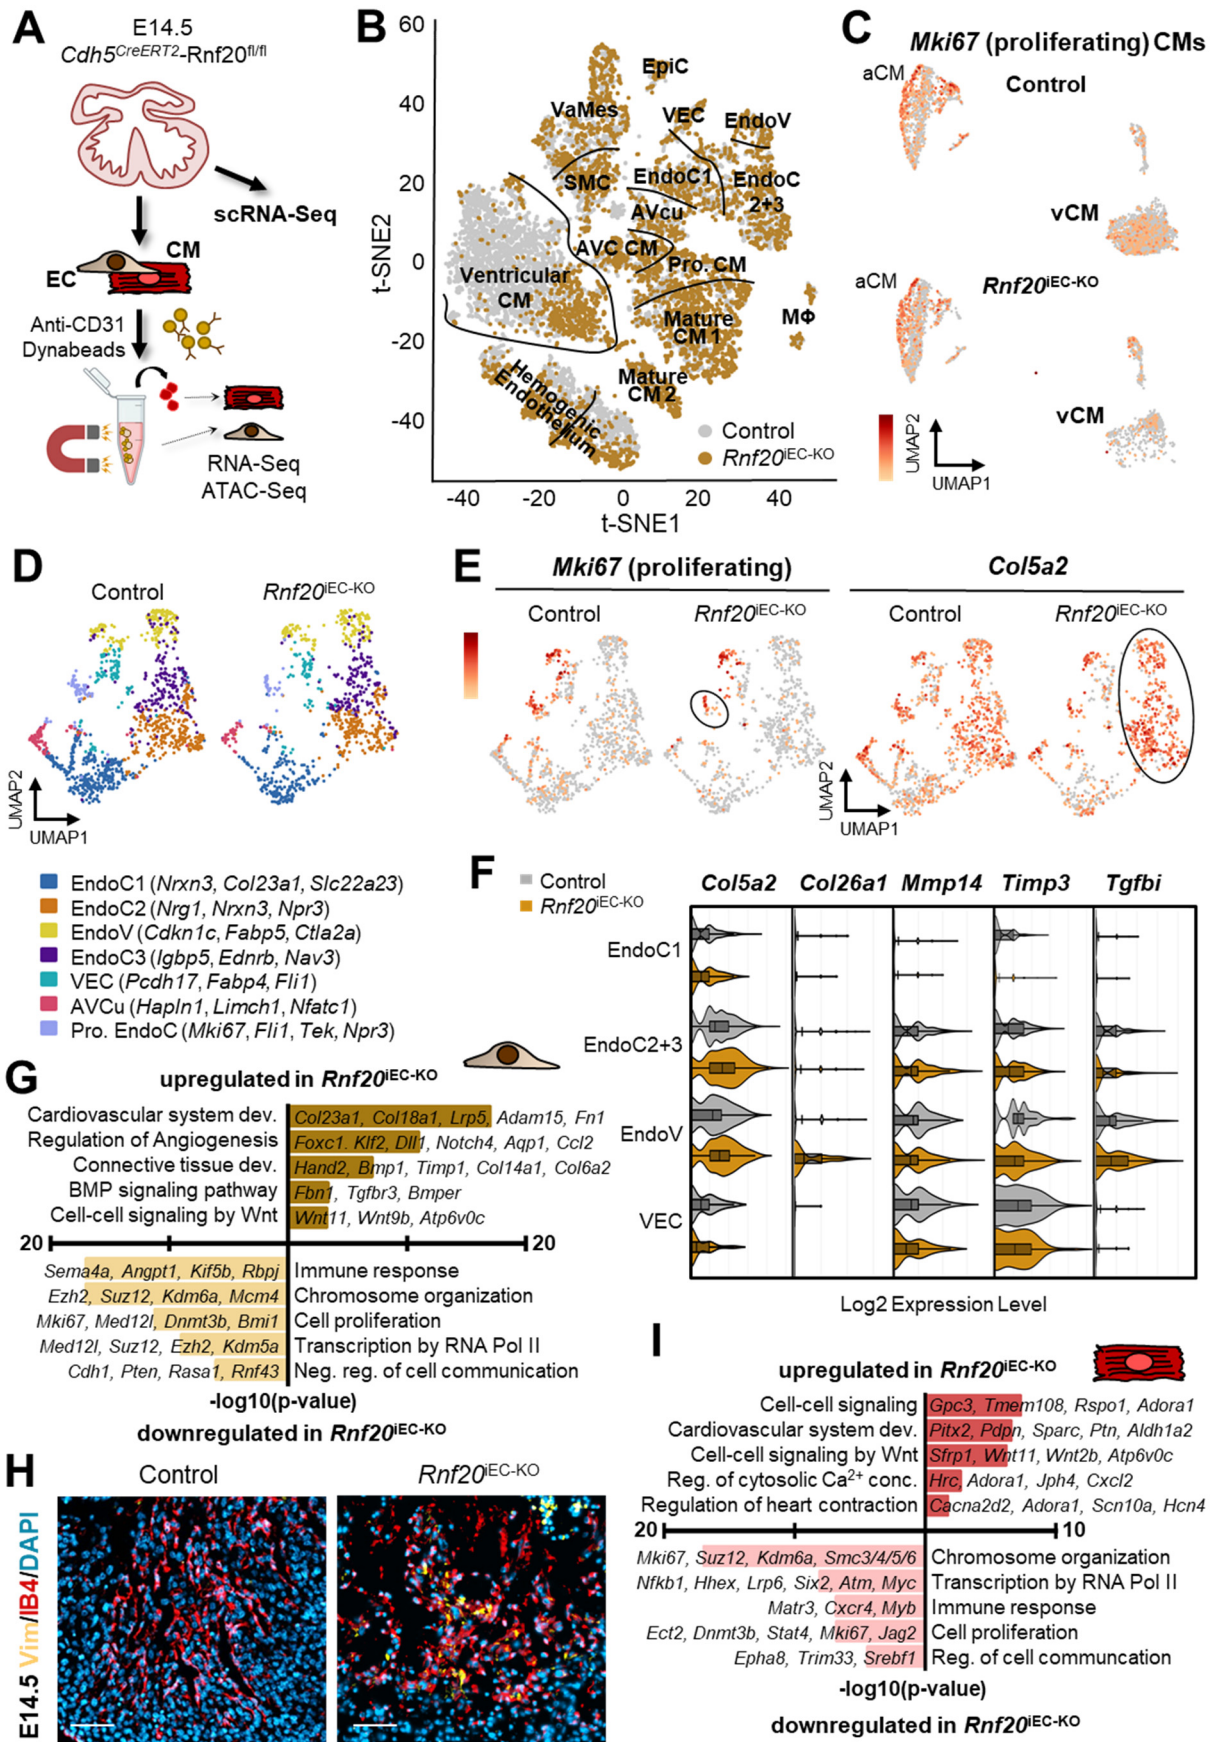 A
E14.5
Cdh5CreERT2-Rnf20fl/fl
scRNA-Seq
CM
EC
Anti-CD31
Dynabeads
RNA-Seq
ATAC-Seq
B
60
40
20
0
-20
-40
t-SNE2
EpiC
VaMes
VEC
EndoV
SMC
EndoC1
EndoC
2+3
AVcu
AVC CM
Pro. CM
Ventricular
CM
Mature
CM1
MΦ
Mature
CM2
Hemogenic
Endothelium
Control
Rnf20iEC-KO
-40 -20 0 20 40
t-SNE1
C
Mki67 (proliferating) CMs
aCM
Control
vCM
aCM
Rnf20iEC-KO
vCM
UMAP2
UMAP1
D
Control
Rnf20iEC-KO
UMAP2
UMAP1
EndoC1 (Nrxn3, Col23a1, Slc22a23)
EndoC2 (Nrg1, Nrxn3, Npr3)
EndoV (Cdkn1c, Fabp5, Ctla2a)
EndoC3 (Igbp5, Ednrb, Nav3)
VEC (Pcdh17, Fabp4, Fli1)
AVCu (Hapln1, Limch1, Nfatc1)
Pro. EndoC (Mki67, Fli1, Tek, Npr3)
E
Mki67 (proliferating)
Col5a2
Control
Rnf20iEC-KO
Control
Rnf20iEC-KO
UMAP2
UMAP1
F
Control
Rnf20iEC-KO
Col5a2 Col26a1 Mmp14 Timp3 Tgfbi
EndoC1
EndoC2+3
EndoV
VEC
Log2 Expression Level
G
upregulated in Rnf20iEC-KO
Cardiovascular system dev. Col23a1, Col18a1, Lrp5, Adam15, Fn1
Regulation of Angiogenesis Foxc1. Klf2, Dll1, Notch4, Aqp1, Ccl2
Connective tissue dev. Hand2, Bmp1, Timp1, Col14a1, Col6a2
BMP signaling pathway Fbn1, Tgfbr3, Bmper
Cell-cell signaling by Wnt Wnt11, Wnt9b, Atp6v0c
20 20
Sema4a, Angpt1, Kif5b, Rbpj Immune response
Ezh2, Suz12, Kdm6a, Mcm4 Chromosome organization
Mki67, Med12l, Dnmt3b, Bmi1 Cell proliferation
Med12l, Suz12, Ezh2, Kdm5a Transcription by RNA Pol II
Cdh1, Pten, Rasa1, Rnf43 Neg. reg. of cell communication
-log10(p-value)
downregulated in Rnf20iEC-KO
H
Control
Rnf20iEC-KO
E14.5 Vim/IB4/DAPI
I
upregulated in Rnf20iEC-KO
Cell-cell signaling Gpc3, Tmem108, Rspo1, Adora1
Cardiovascular system dev. Pitx2, Pdpn, Sparc, Ptn, Aldh1a2
Cell-cell signaling by Wnt Sfrp1, Wnt11, Wnt2b, Atp6v0c
Reg. of cytosolic Ca2+ conc. Hrc, Adora1, Jph4, Cxcl2
Regulation of heart contraction Cacna2d2, Adora1, Scn10a, Hcn4
20 10
Mki67, Suz12, Kdm6a, Smc3/4/5/6 Chromosome organization
Nfkb1, Hhex, Lrp6, Six2, Atm, Myc Transcription by RNA Pol II
Matr3, Cxcr4, Myb Immune response
Ect2, Dnmt3b, Stat4, Mki67, Jag2 Cell proliferation
Epha8, Trim33, Srebf1 Reg. of cell communcation
-log10(p-value)
downregulated in Rnf20iEC-KO